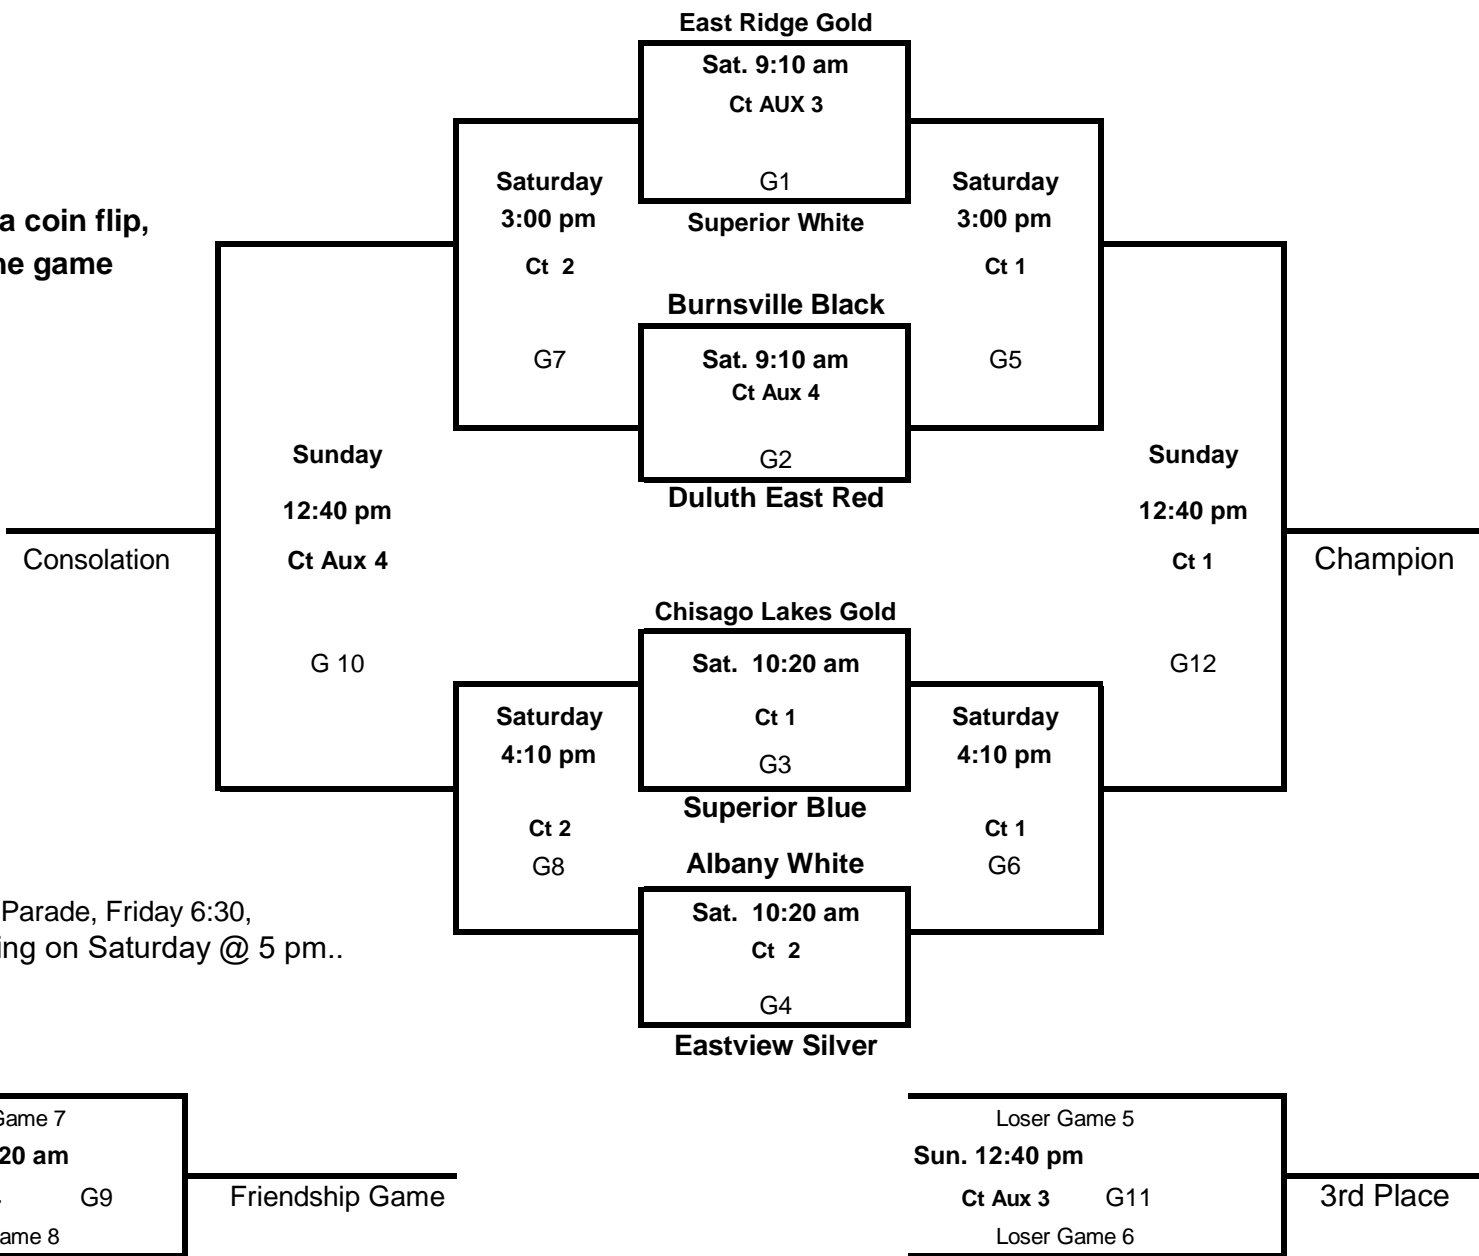 East Ridge Gold
Sat. 9:10 am
Ct AUX 3
G1
Superior White
Saturday
3:00 pm
Ct 2
G7
Saturday
3:00 pm
Ct 1
G5
a coin flip,
game
Burnsville Black
Sat. 9:10 am
Ct Aux 4
G2
Duluth East Red
Sunday
12:40 pm
Ct Aux 4
G 10
Consolation
Sunday
12:40 pm
Ct 1
G12
Champion
Chisago Lakes Gold
Sat. 10:20 am
Ct 1
G3
Superior Blue
Saturday
4:10 pm
Ct 2
G8
Saturday
4:10 pm
Ct 1
G6
Albany White
Sat. 10:20 am
Ct 2
G4
Eastview Silver
Parade, Friday 6:30,
on Saturday @ 5 pm..
Game 7
am
G9
8
Friendship Game
Loser Game 5
Sun. 12:40 pm
Ct Aux 3 G11
Loser Game 6
3rd Place